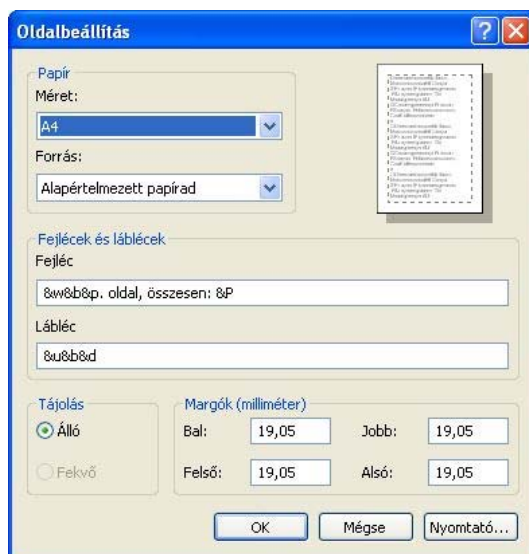 Oldalbeállítás
Papír
Méret:
A4
Forrás:
Alapértelmezett papírad
Fejlécek és láblécek
Fejléc
&w&b&p. oldal, összesen: &P
Lábléc
&u&b&d
Tájolás
Álló
Fekvő
Margók (milliméter)
Bal: 19,05 Jobb: 19,05
Felső: 19,05 Alsó: 19,05
OK Mégse Nyomtató...